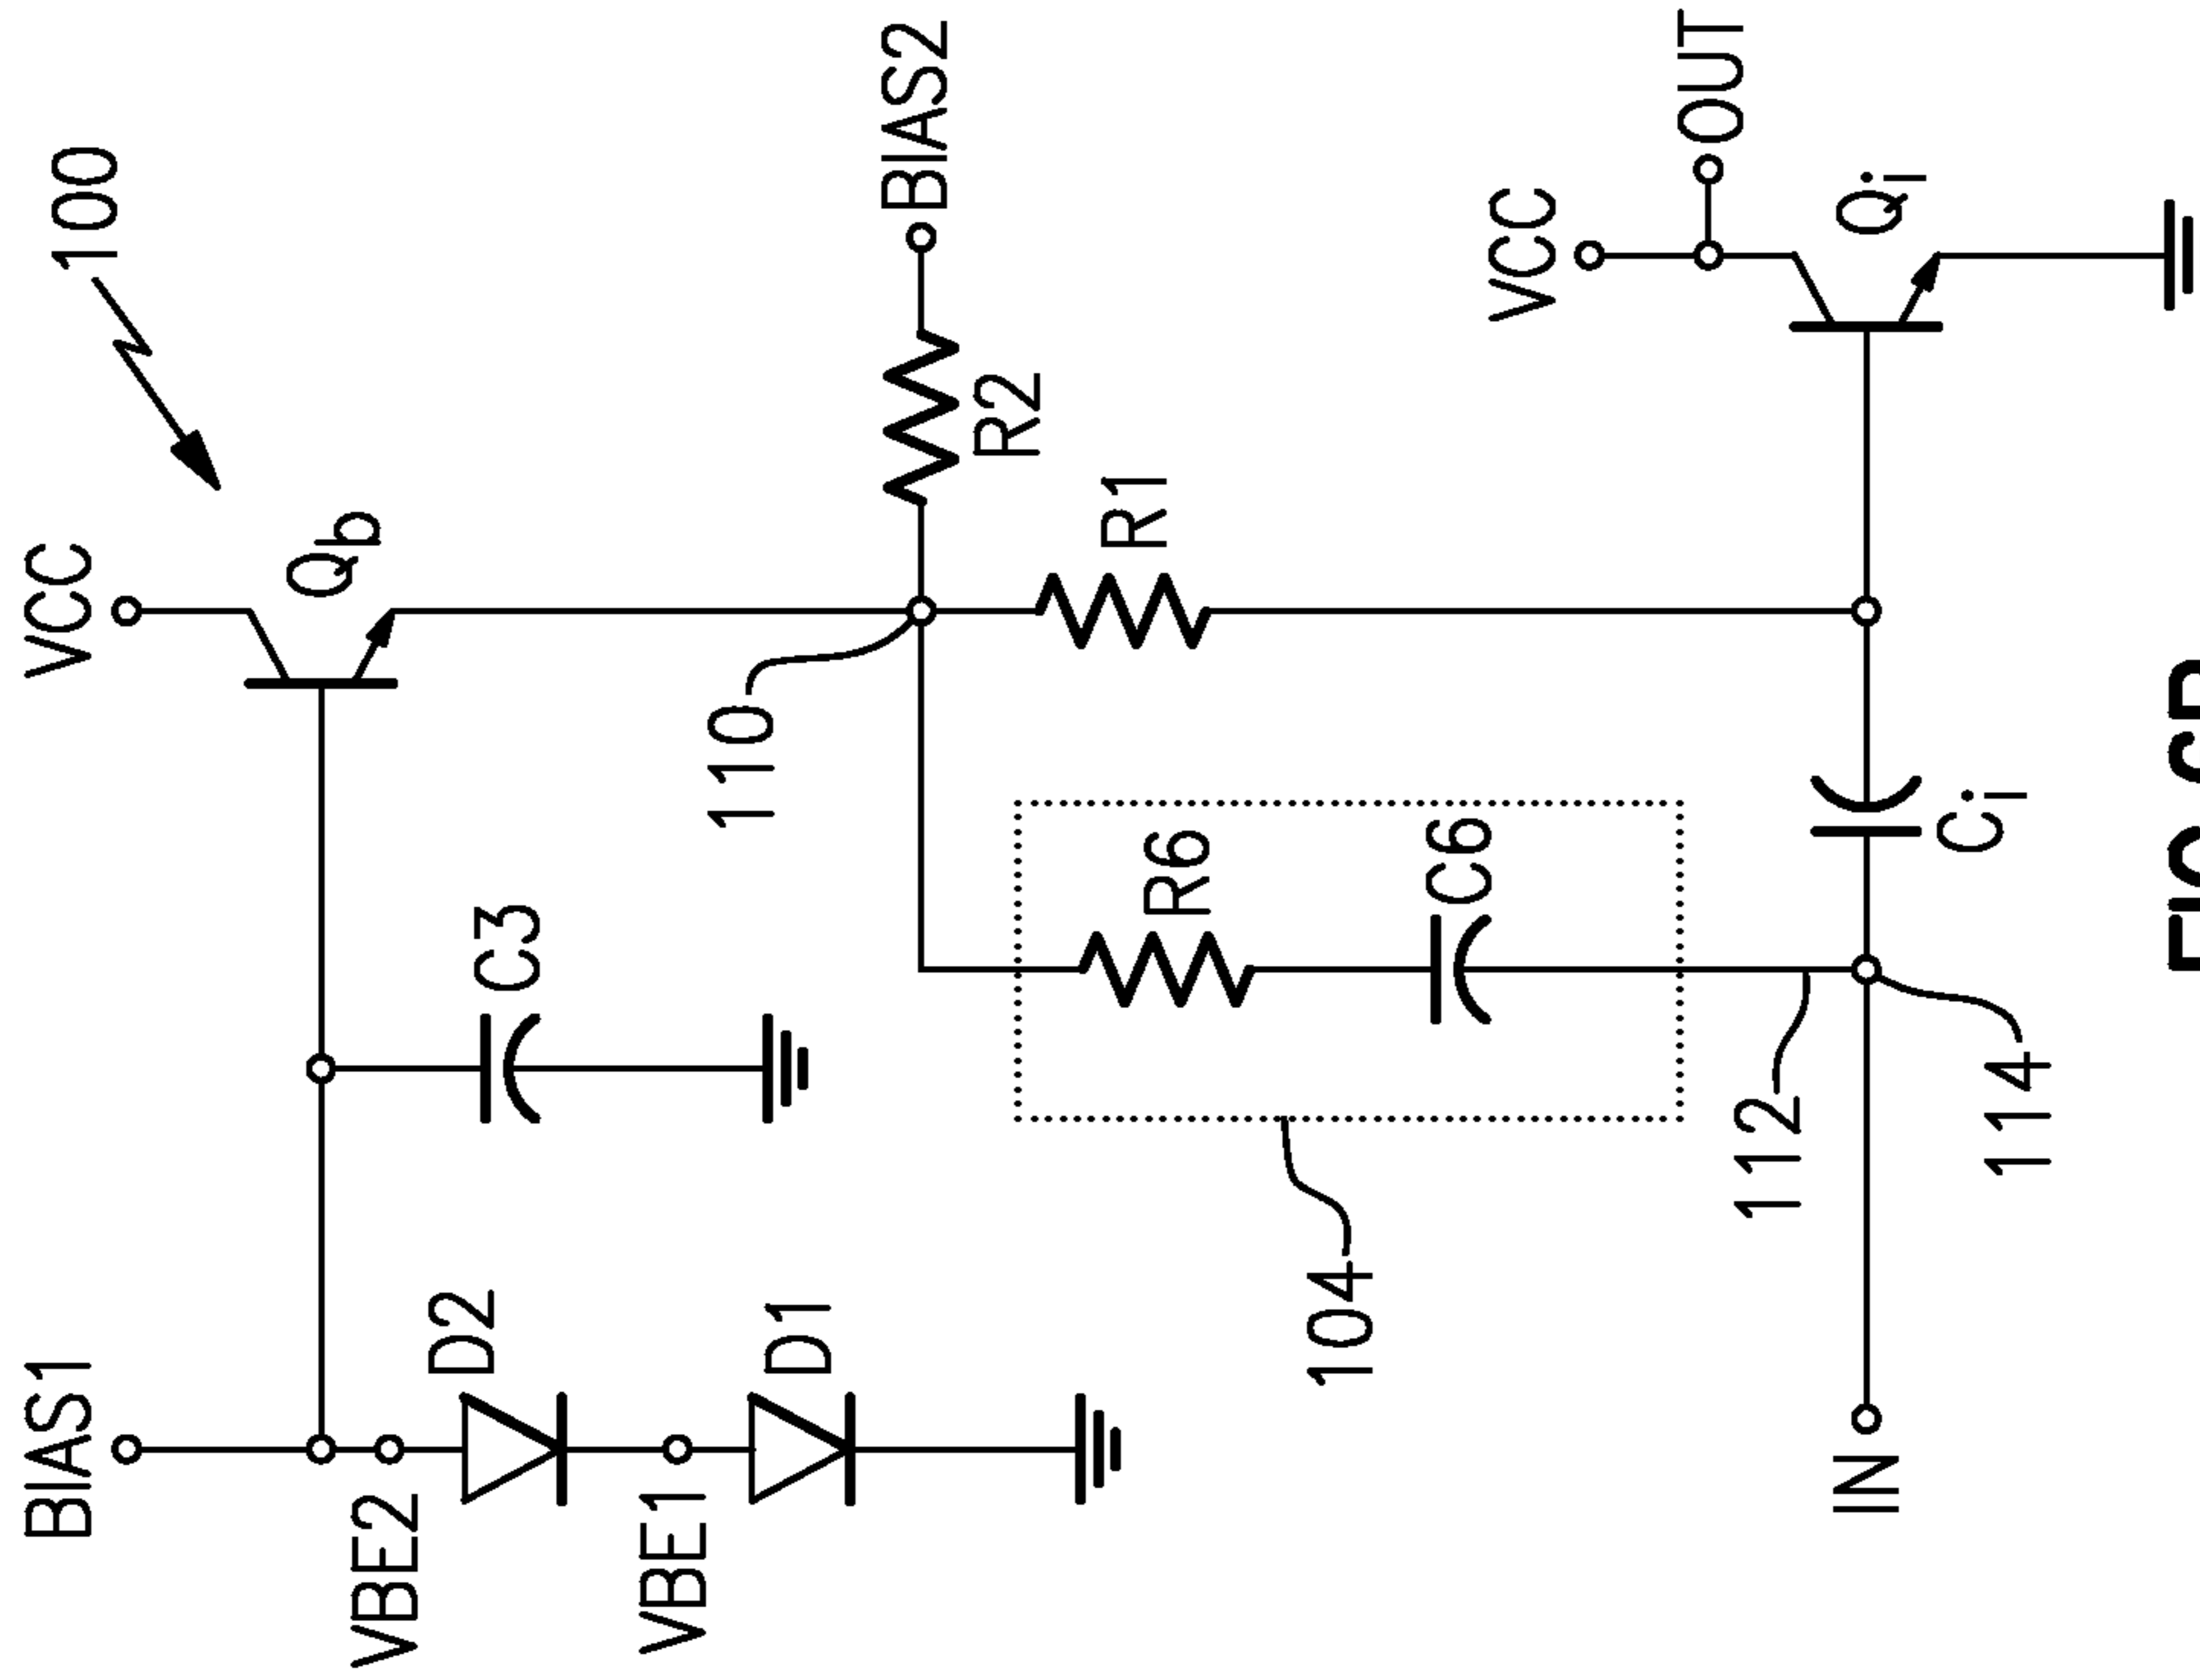 100
VCC
Qb
BIAS1
VBE2
D2
VBE1
D1
C3
BIAS2
R2
110
R1
R6
C6
104
112
114
IN
Ci
VCC
OUT
Qi